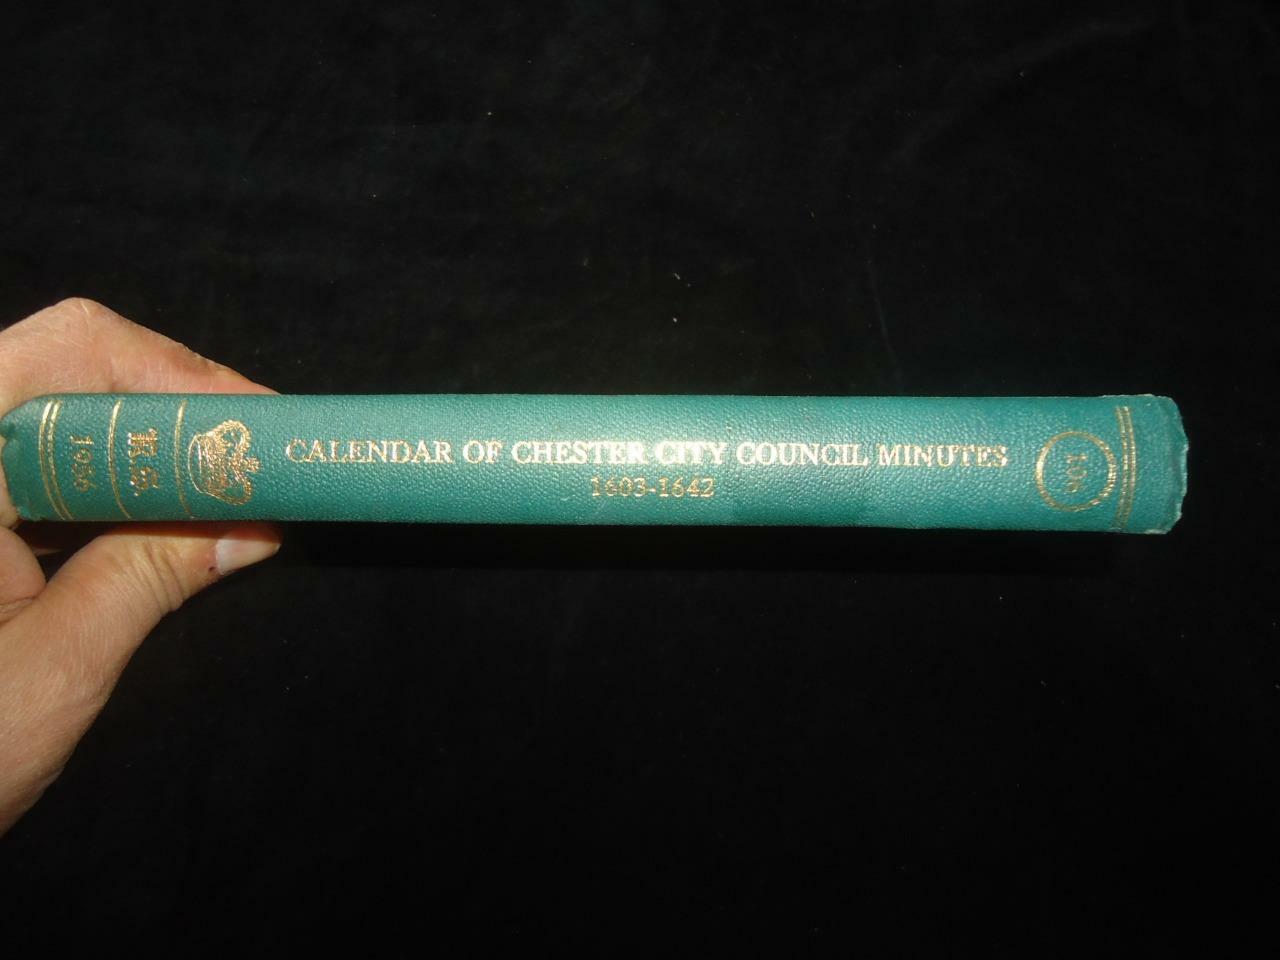 CALENDAR OF CHESTER CITY COUNCIL MINUTES
1603-1642
106
R.S.
1956